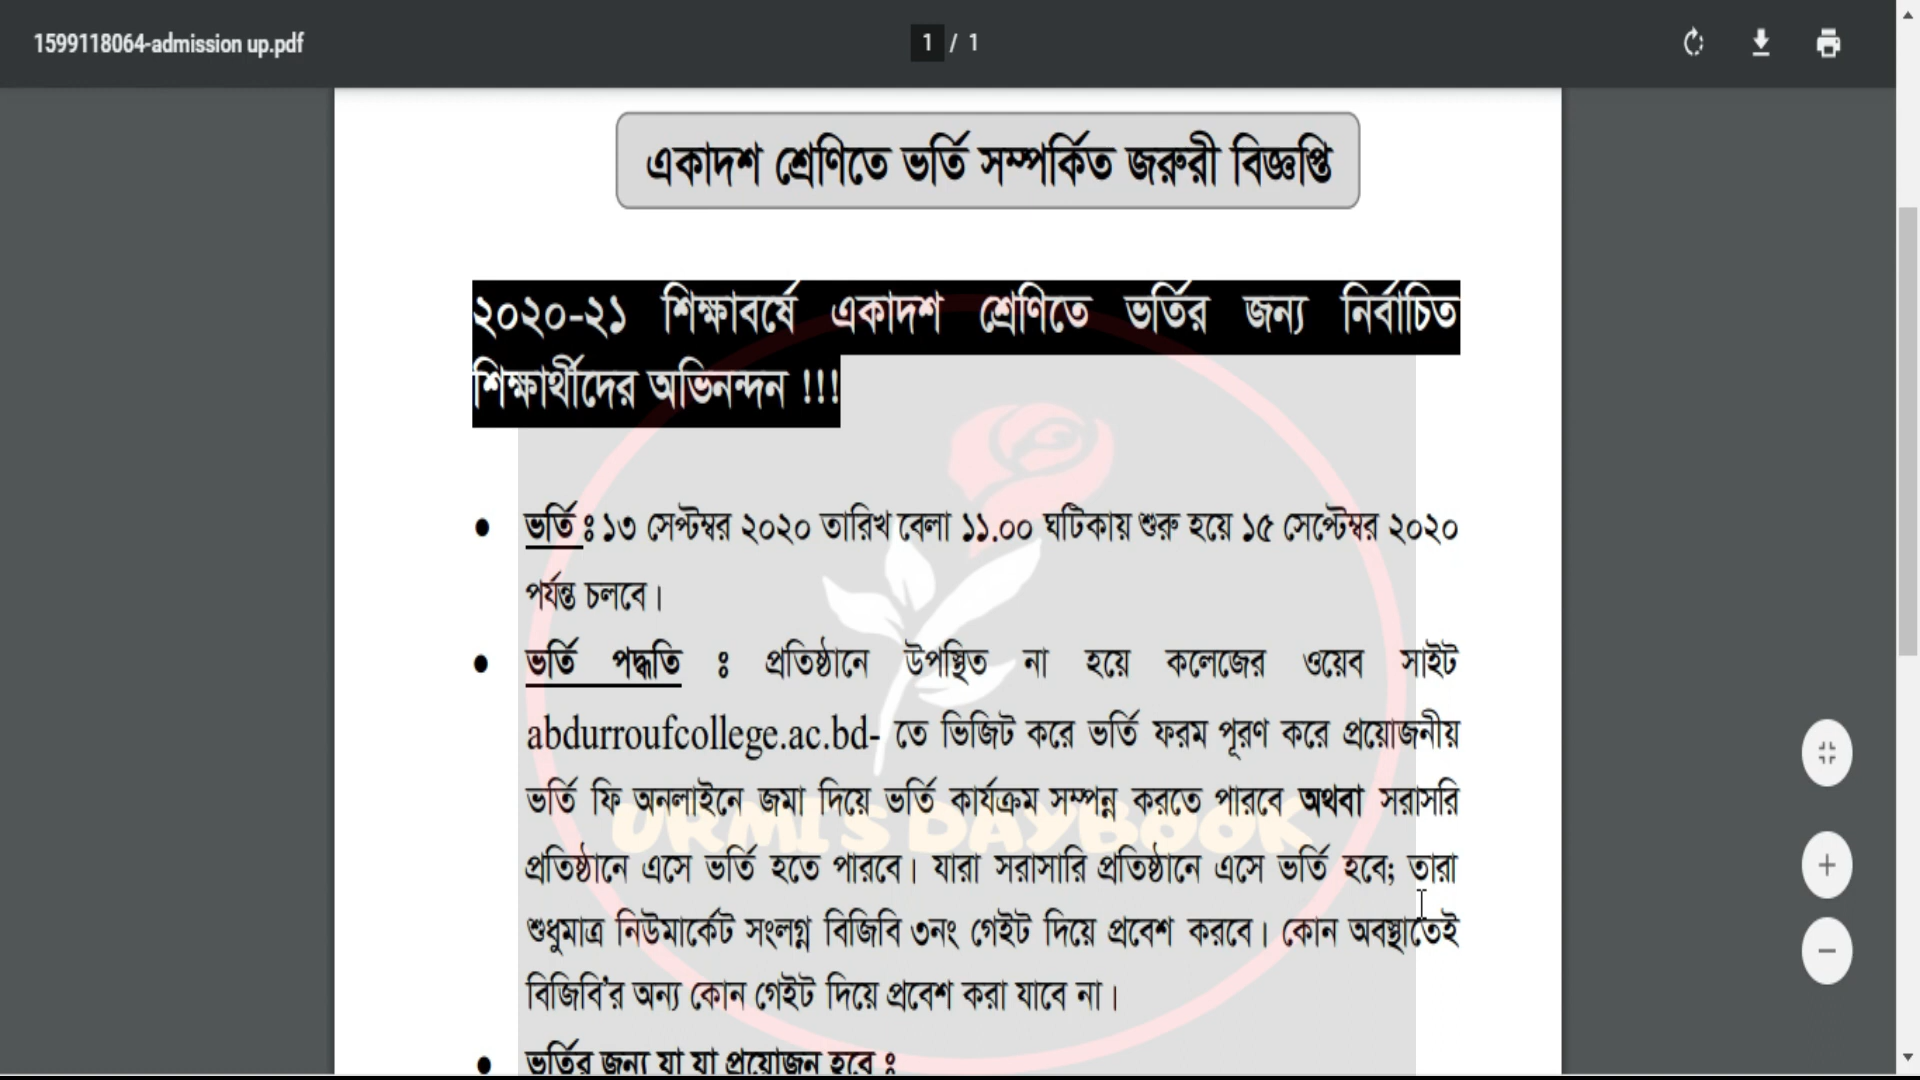 1599118064-admission up.pdf
1 / 1
একাদশ শ্রেণিতে ভর্তি সম্পর্কিত জরুরী বিজ্ঞপ্তি
২০২০-২১ শিক্ষাবর্ষে একাদশ শ্রেণিতে ভর্তির জন্য নির্বাচিত
শিক্ষার্থীদের অভিনন্দন !!!
● ভর্তি ঃ ১৩ সেপ্টম্বর ২০২০ তারিখ বেলা ১১.০০ ঘটিকায় শুরু হয়ে ১৫ সেপ্টেম্বর ২০২০
পর্যন্ত চলবে।
● ভর্তি পদ্ধতি ঃ প্রতিষ্ঠানে উপস্থিত না হয়ে কলেজের ওয়েব সাইট
abdurroufcollege.ac.bd- তে ভিজিট করে ভর্তি ফরম পূরণ করে প্রয়োজনীয়
ভর্তি ফি অনলাইনে জমা দিয়ে ভর্তি কার্যক্রম সম্পন্ন করতে পারবে অথবা সরাসরি
URMI'S DAYBOOK
প্রতিষ্ঠানে এসে ভর্তি হতে পারবে। যারা সরাসারি প্রতিষ্ঠানে এসে ভর্তি হবে; তারা
শুধুমাত্র নিউমার্কেট সংলগ্ন বিজিবি ৩নং গেইট দিয়ে প্রবেশ করবে। কোন অবস্থাতেই
বিজিবি'র অন্য কোন গেইট দিয়ে প্রবেশ করা যাবে না।
● ভর্তির জন্য যা যা প্রয়োজন হবে ঃ